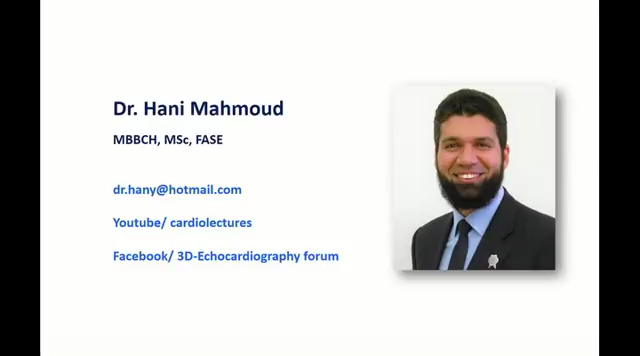 Dr. Hani Mahmoud
MBBCH, MSc, FASE
dr.hany@hotmail.com
Youtube/ cardiolectures
Facebook/ 3D-Echocardiography forum